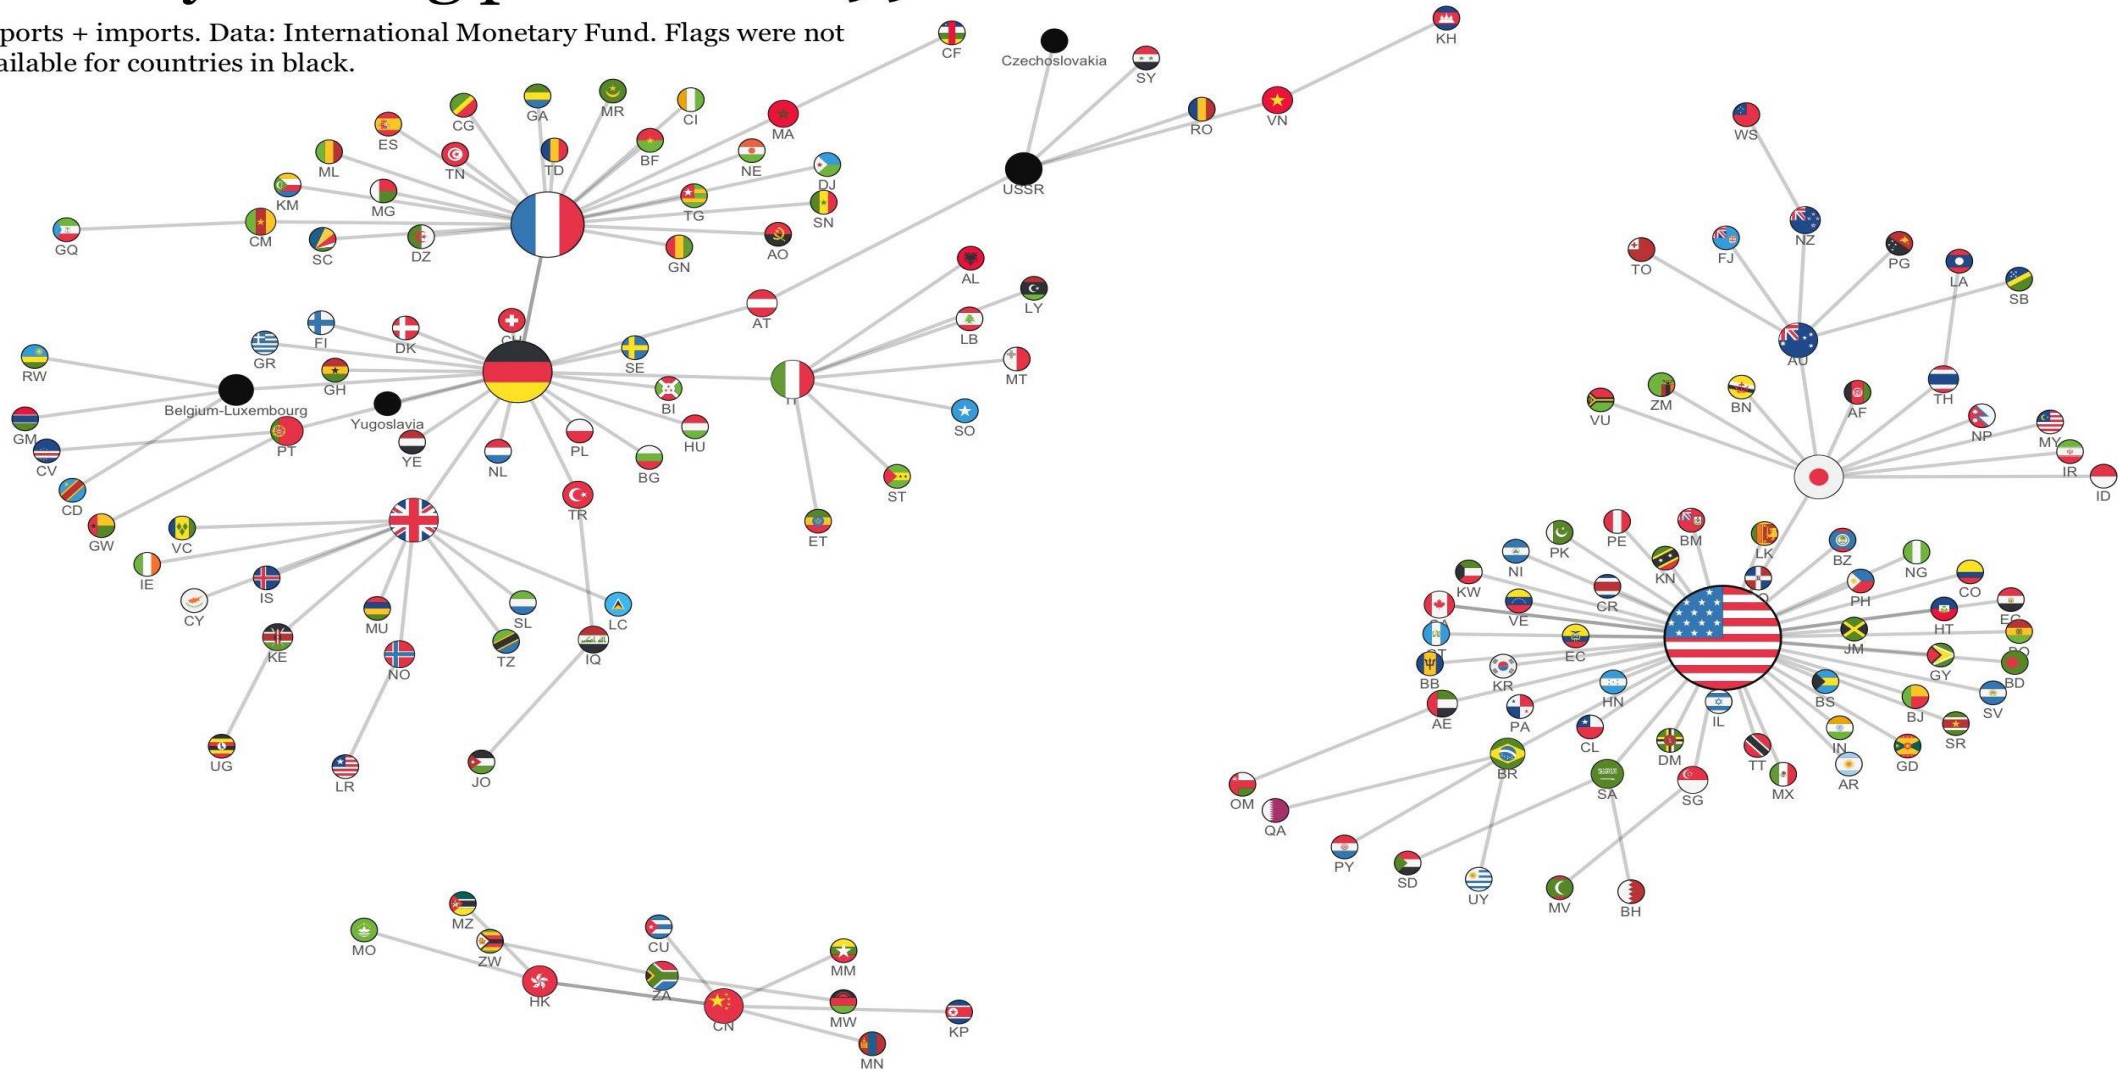 ports + imports. Data: International Monetary Fund. Flags were not
ailable for countries in black.
CF
Czechoslovakia
SY
KH
RO
VN
USSR
ES
CG
GA
MR
CI
MA
ML
TN
TD
BF
NE
DJ
KM
MG
TG
SN
GQ
CM
SC
DZ
GN
AO
WS
NZ
TO
FJ
PG
LA
SB
AU
AL
LY
LB
MT
SO
ST
ET
AT
FI
DK
CH
GR
GH
SE
BI
HU
RW
Belgium-Luxembourg
Yugoslavia
GM
CV
PT
YE
NL
PL
BG
CD
GW
TR
VC
IE
IS
CY
KE
MU
NO
SL
TZ
LC
IQ
UG
LR
JO
VU
ZM
BN
AF
TH
NP
MY
IR
ID
PK
PE
BM
LK
BZ
NG
NI
KN
KW
CR
PH
CO
VE
HT
EC
JM
BB
KR
GY
BD
AE
PA
HN
IL
BS
BJ
SV
CL
SR
BR
DM
TT
IN
GD
SA
SG
MX
AR
OM
QA
PY
SD
UY
MV
BH
MZ
MO
ZW
CU
MM
HK
ZA
CN
MW
KP
MN